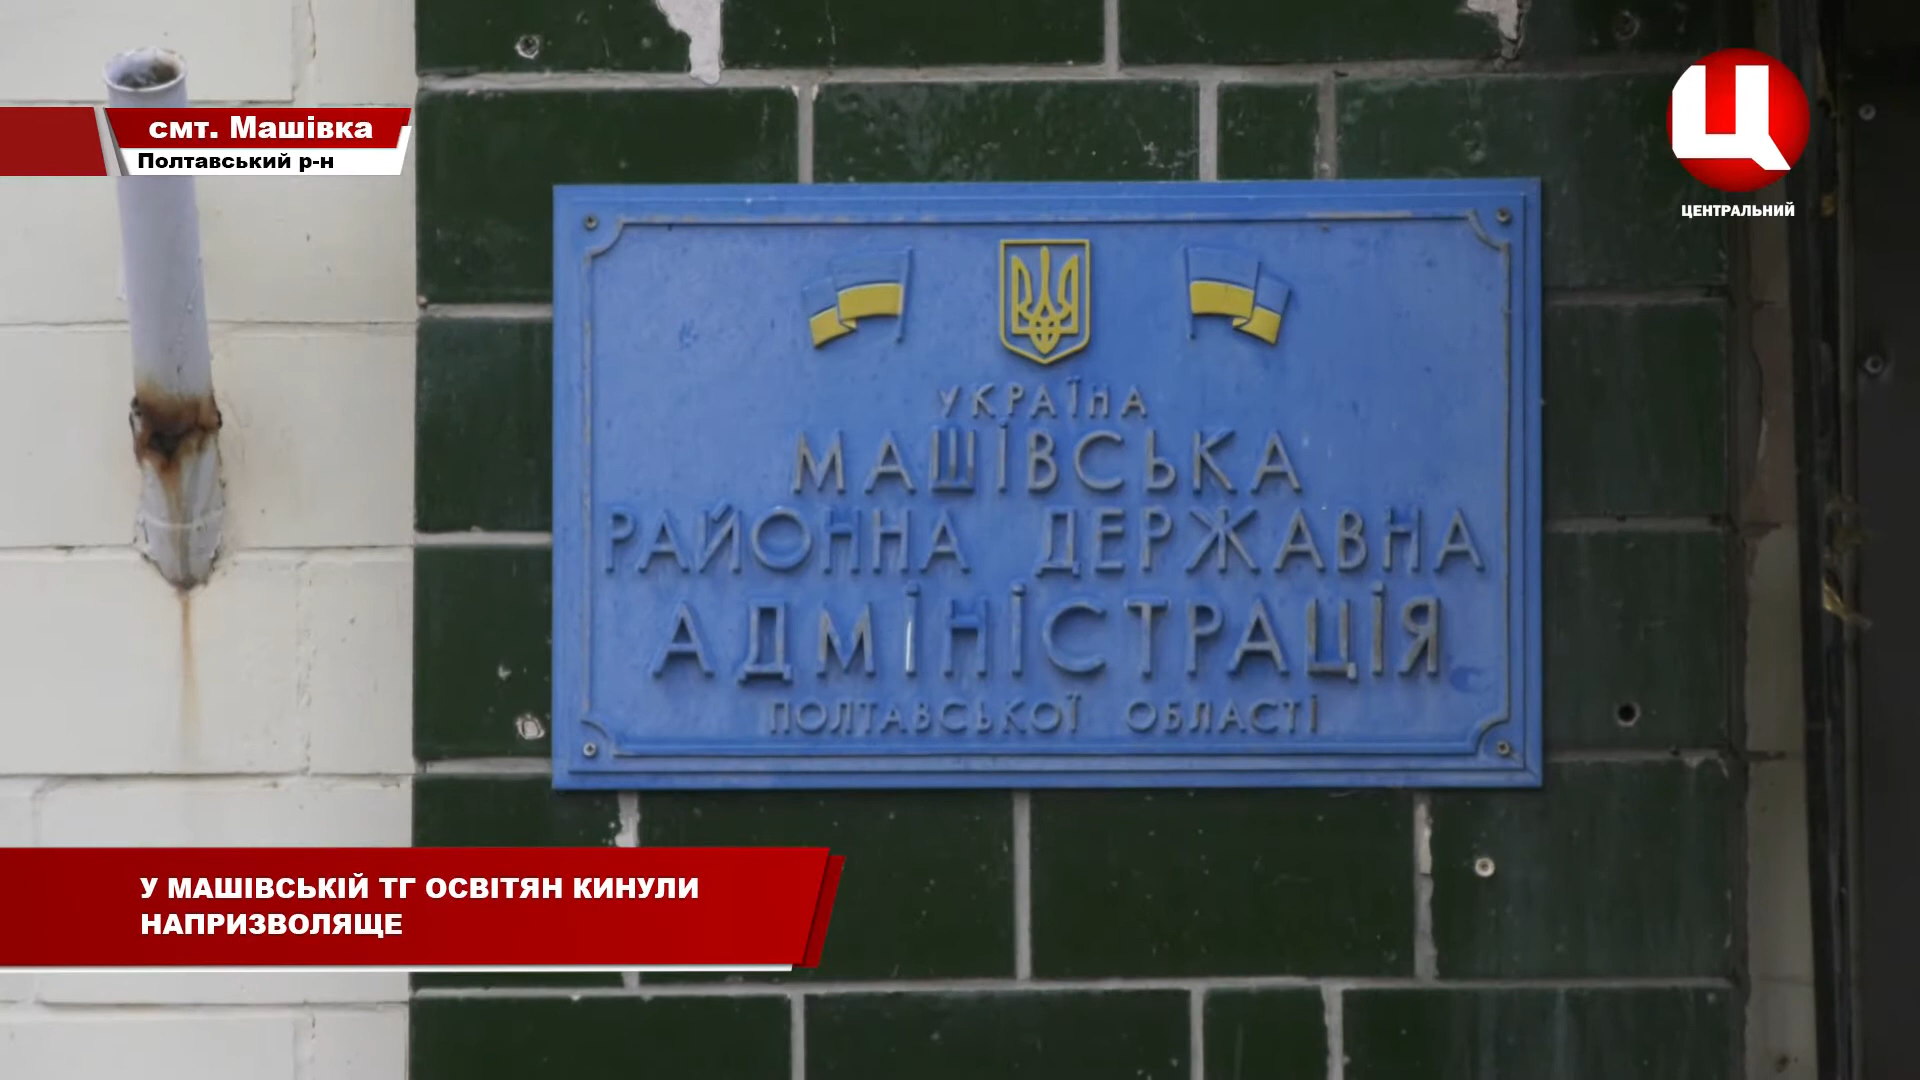 смт. Машівка
Полтавський р-н
Ц
ЦЕНТРАЛЬНИЙ
УКРАЇНА
МАШІВСЬКА
РАЙОННА ДЕРЖАВНА
АДМІНІСТРАЦІЯ
ПОЛТАВСЬКОЇ ОБЛАСТІ
У МАШІВСЬКІЙ ТГ ОСВІТЯН КИНУЛИ
НАПРИЗВОЛЯЩЕ